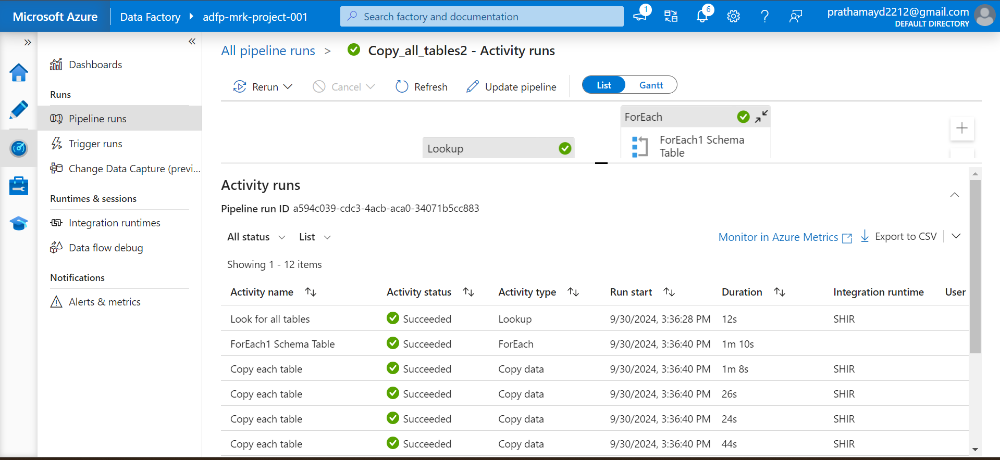 Microsoft Azure
Data Factory
adfp-mrk-project-001
Search factory and documentation
1
6
prathamayd2212@gmail.com
DEFAULT DIRECTORY
Dashboards
Runs
Pipeline runs
Trigger runs
Change Data Capture (previ...
Runtimes & sessions
Integration runtimes
Data flow debug
Notifications
Alerts & metrics
All pipeline runs > Copy_all_tables2 - Activity runs
Rerun Cancel Refresh Update pipeline List Gantt
Lookup
ForEach
ForEach1 Schema
Table
Activity runs
Pipeline run ID a594c039-cdc3-4acb-aca0-34071b5cc883
All status List Monitor in Azure Metrics Export to CSV
Showing 1 - 12 items
Activity name Activity status Activity type Run start Duration Integration runtime User
Look for all tables Succeeded Lookup 9/30/2024, 3:36:28 PM 12s SHIR
ForEach1 Schema Table Succeeded ForEach 9/30/2024, 3:36:40 PM 1m 10s
Copy each table Succeeded Copy data 9/30/2024, 3:36:40 PM 1m 8s SHIR
Copy each table Succeeded Copy data 9/30/2024, 3:36:40 PM 26s SHIR
Copy each table Succeeded Copy data 9/30/2024, 3:36:40 PM 24s SHIR
Copy each table Succeeded Copy data 9/30/2024, 3:36:40 PM 44s SHIR